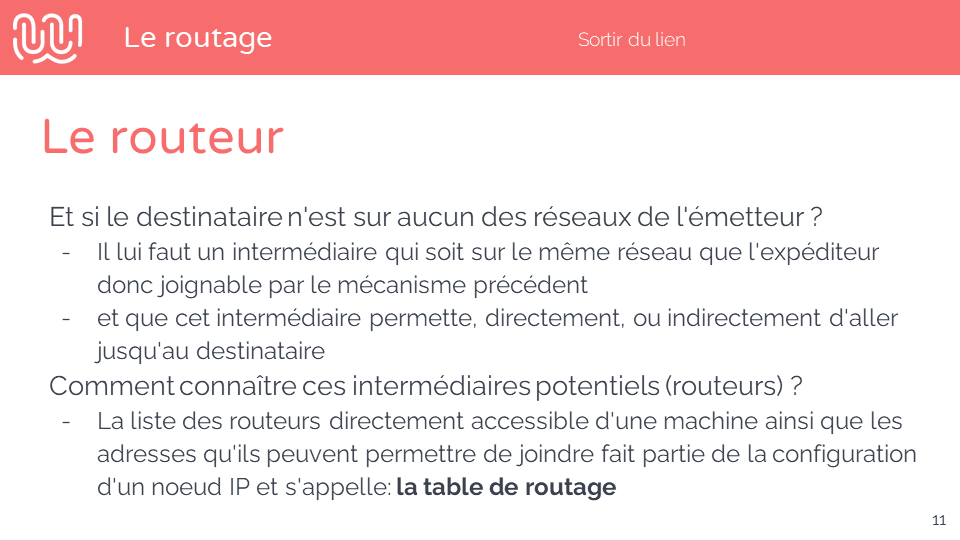 Le routage
Sortir du lien
Le routeur
Et si le destinataire n'est sur aucun des réseaux de l'émetteur ?
- Il lui faut un intermédiaire qui soit sur le même réseau que l'expéditeur
donc joignable par le mécanisme précédent
- et que cet intermédiaire permette, directement, ou indirectement d'aller
jusqu'au destinataire
Comment connaître ces intermédiaires potentiels (routeurs) ?
- La liste des routeurs directement accessible d'une machine ainsi que les
adresses qu'ils peuvent permettre de joindre fait partie de la configuration
d'un noeud IP et s'appelle: la table de routage
11